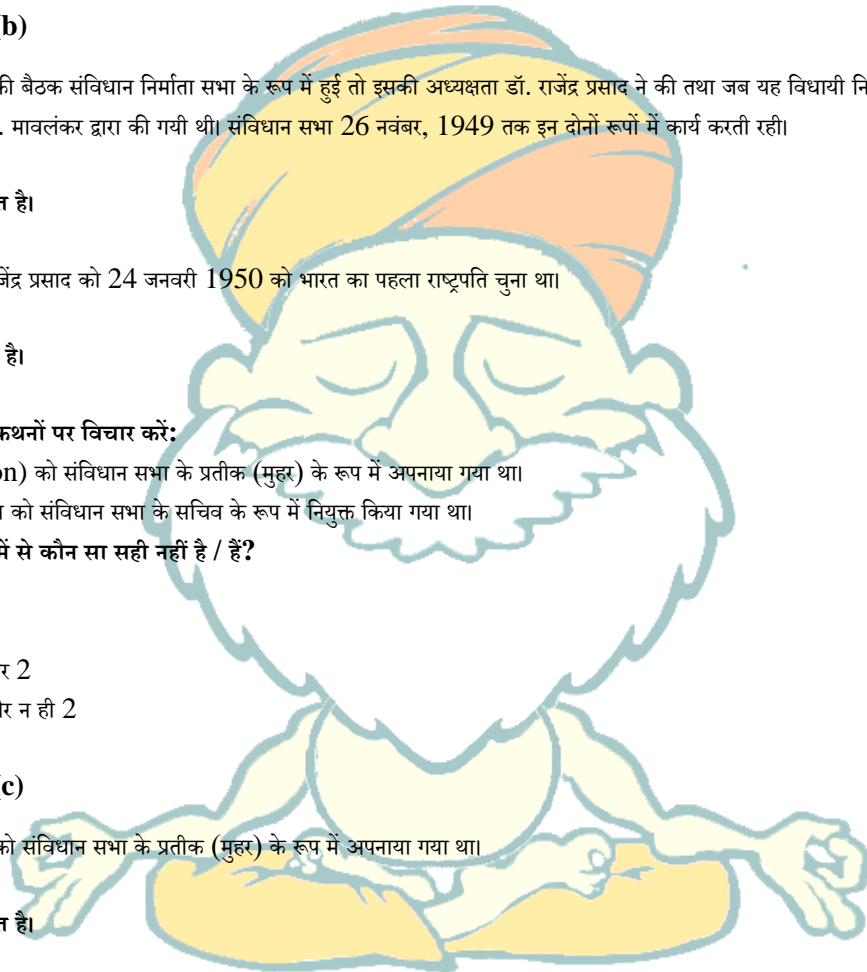 b)
की बैठक संविधान निर्माता सभा के रूप में हुई तो इसकी अध्यक्षता डॉ. राजेंद्र प्रसाद ने की तथा जब यह विधायी नि
. मावलंकर द्वारा की गयी थी। संविधान सभा 26 नवंबर, 1949 तक इन दोनों रूपों में कार्य करती रही।
त है।
जेंद्र प्रसाद को 24 जनवरी 1950 को भारत का पहला राष्ट्रपति चुना था।
है।
कथनों पर विचार करें:
on) को संविधान सभा के प्रतीक (मुहर) के रूप में अपनाया गया था।
को संविधान सभा के सचिव के रूप में नियुक्त किया गया था।
में से कौन सा सही नहीं है / हैं?
र 2
र न ही 2
(c)
को संविधान सभा के प्रतीक (मुहर) के रूप में अपनाया गया था।
त है।